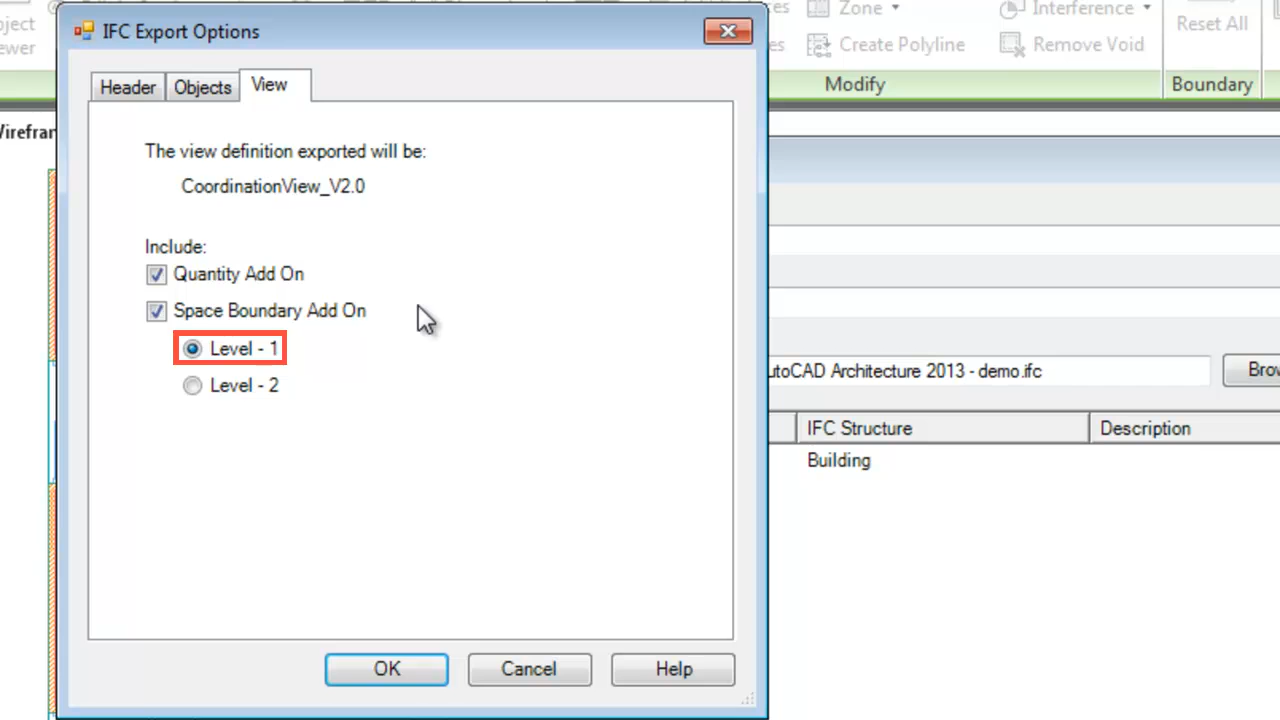 IFC Export Options
Zone
Interference
Reset All
Create Polyline
Remove Void
Modify
Boundary
Header
Objects
View
The view definition exported will be:
CoordinationView_V2.0
Include:
Quantity Add On
Space Boundary Add On
Level - 1
Level - 2
utoCAD Architecture 2013 - demo.ifc
IFC Structure
Description
Building
OK
Cancel
Help